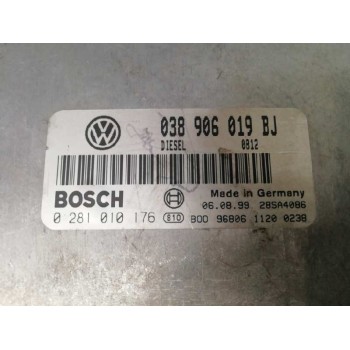 038 906 019 BJ
DIESEL 0812
BOSCH Made in Germany
06.08.99 28SA4086
0 281 010 176 810 800 96806 1120 0238